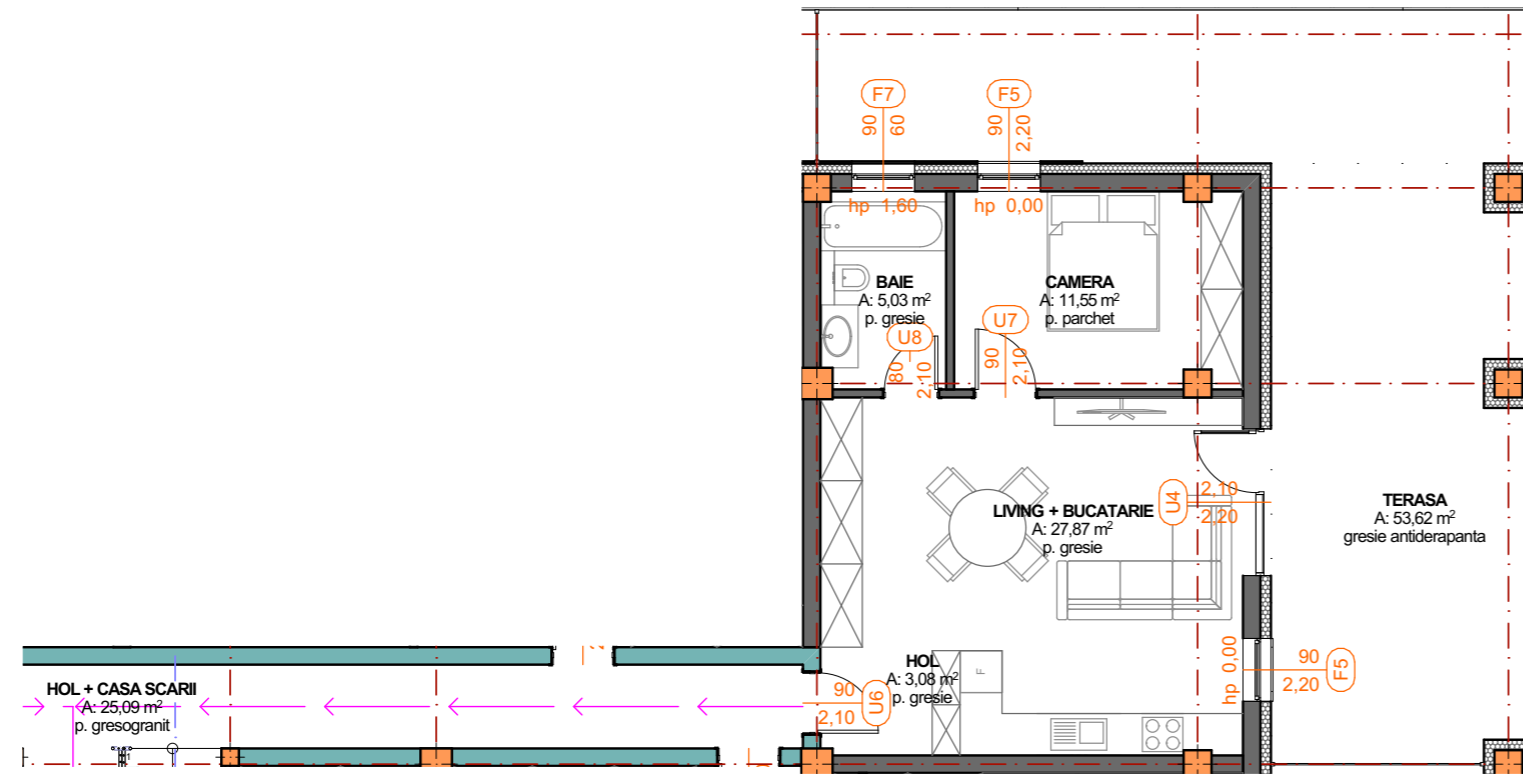 F7
90
60
F5
90
2,20
hp 1,60
hp 0,00
BAIE
A: 5,03 m²
p. gresie
CAMERA
A: 11,55 m²
p. parchet
U8
80
2,10
U7
90
2,10
LIVING + BUCATARIE
A: 27,87 m²
p. gresie
U4
2,10
2,20
TERASA
A: 53,62 m²
gresie antiderapanta
HOL
A: 3,08 m²
p. gresie
F
hp 0,00
90
2,20
F5
90
2,10
U6
HOL + CASA SCARII
A: 25,09 m²
p. gresogranit
1